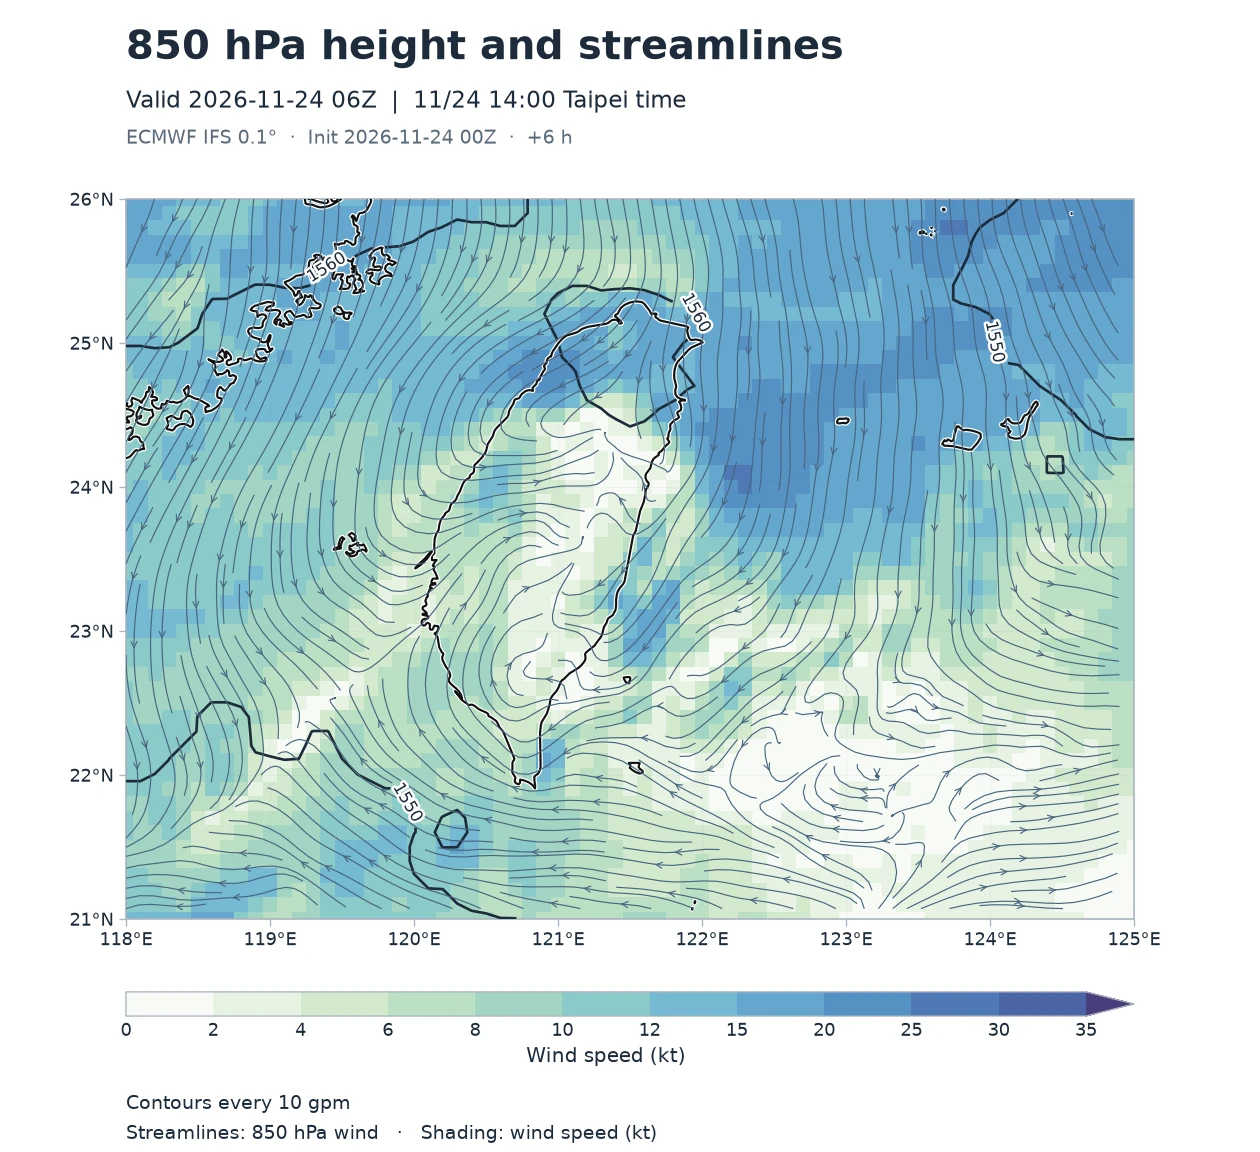 850 hPa height and streamlines
Valid 2026-11-24 06Z | 11/24 14:00 Taipei time
ECMWF IFS 0.1° · Init 2026-11-24 00Z · +6 h
26°N
1560
1560
25°N
1550
24°N
23°N
22°N
1550
21°N
118°E 119°E 120°E 121°E 122°E 123°E 124°E 125°E
0 2 4 6 8 10 12 15 20 25 30 35
Wind speed (kt)
Contours every 10 gpm
Streamlines: 850 hPa wind · Shading: wind speed (kt)